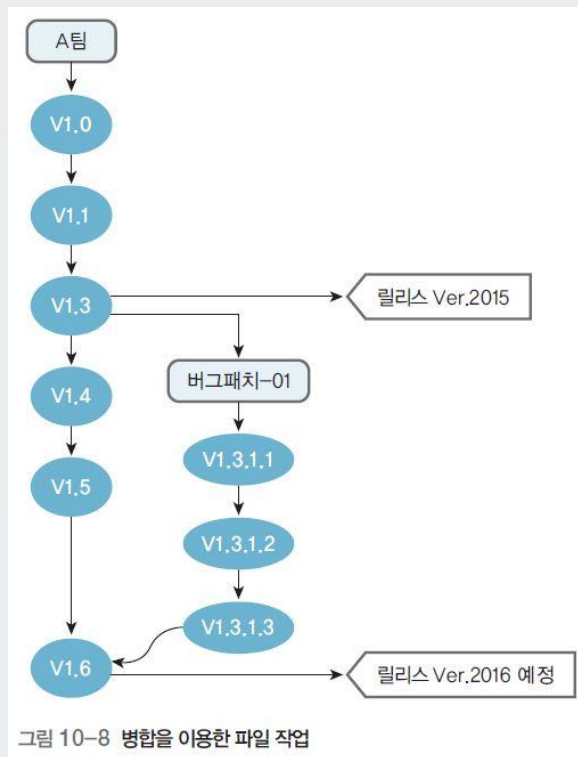 A팀
V1.0
V1.1
V1.3
릴리스 Ver.2015
버그패치-01
V1.4
V1.3.1.1
V1.5
V1.3.1.2
V1.3.1.3
V1.6
릴리스 Ver.2016 예정
그림 10-8 병합을 이용한 파일 작업